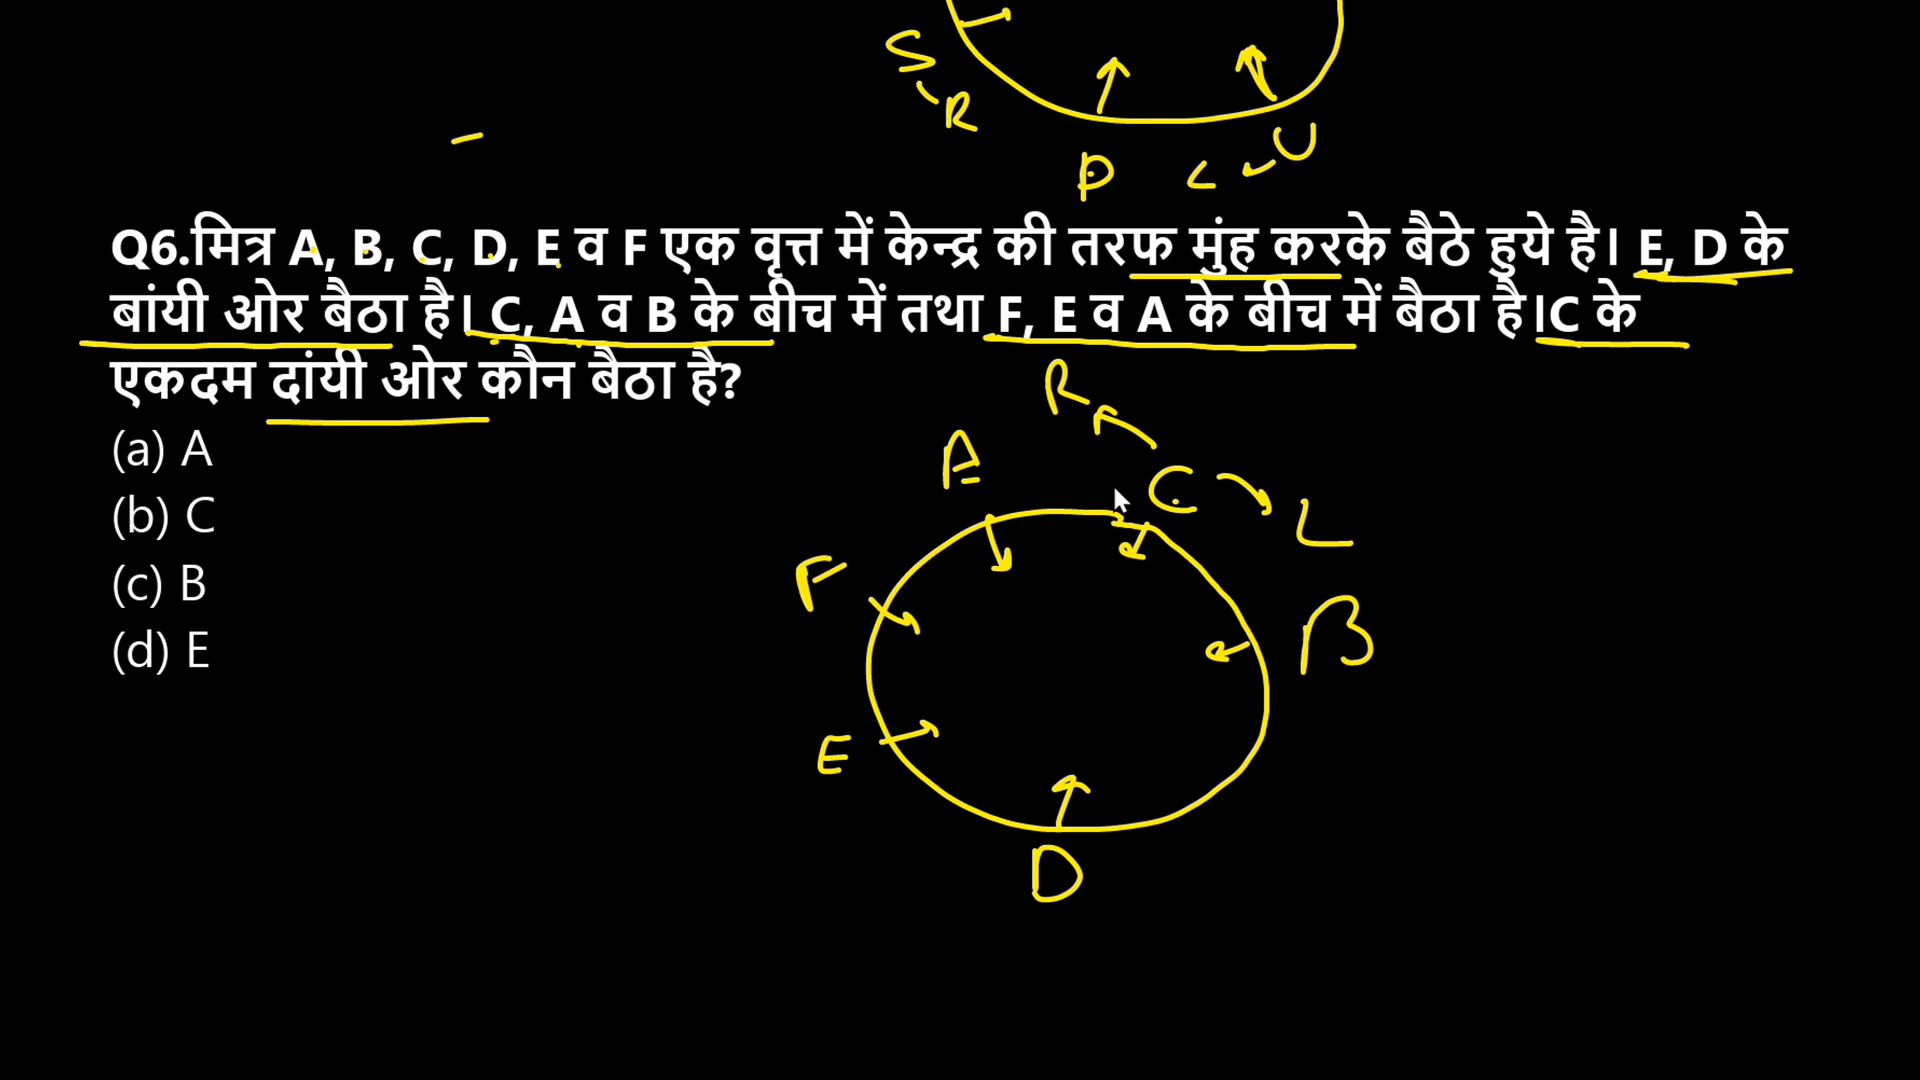 S
R
P
L
U
Q6.मित्र A, B, C, D, E व F एक वृत्त में केन्द्र की तरफ मुंह करके बैठे हुये है। E, D के
बांयी ओर बैठा है। C, A व B के बीच में तथा F, E व A के बीच में बैठा है।C के
एकदम दांयी ओर कौन बैठा है?
(a) A
(b) C
(c) B
(d) E
R
A
C
L
F
B
E
D